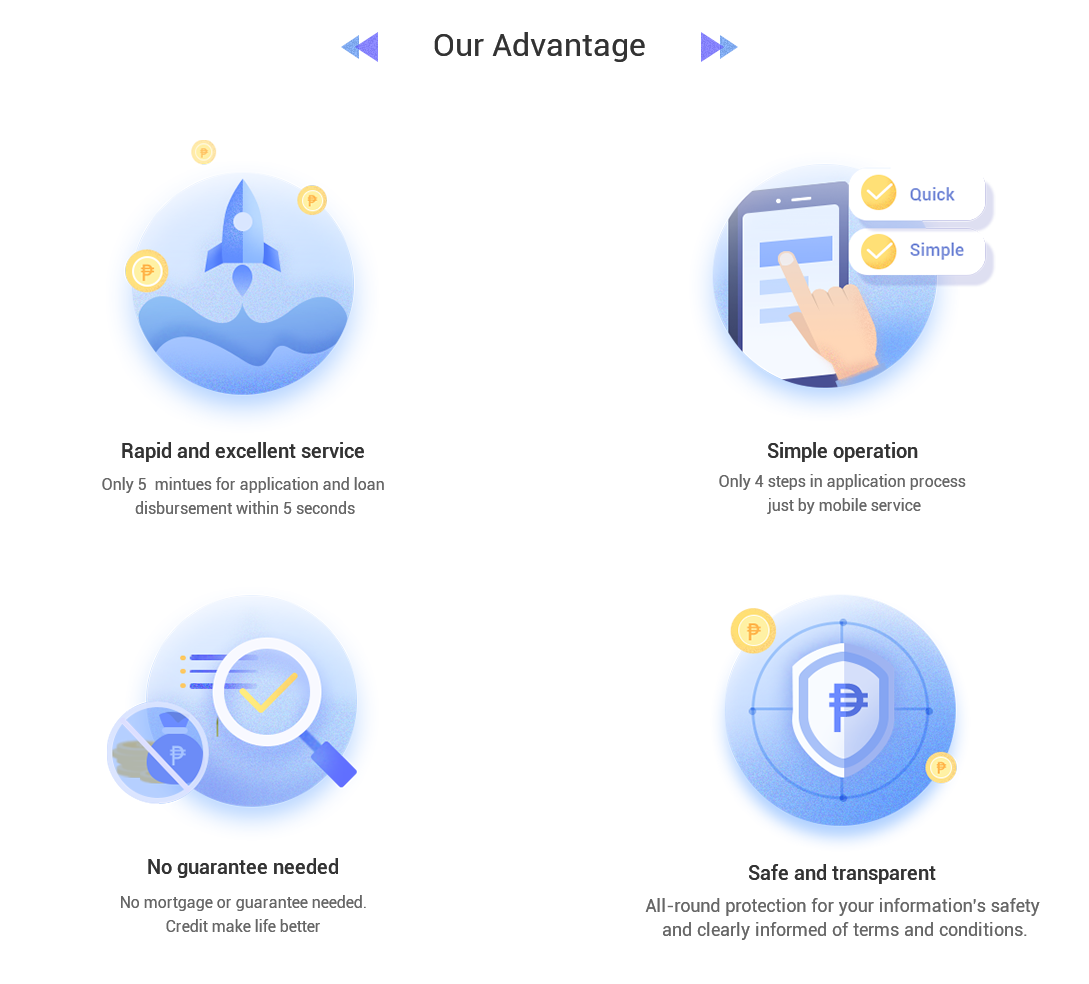 Our Advantage
Quick
Simple
Rapid and excellent service
Only 5 mintues for application and loan
disbursement within 5 seconds
Simple operation
Only 4 steps in application process
just by mobile service
₱
₱
₱
₱
₱
₱
₱
No guarantee needed
No mortgage or guarantee needed.
Credit make life better
Safe and transparent
All-round protection for your information's safety
and clearly informed of terms and conditions.